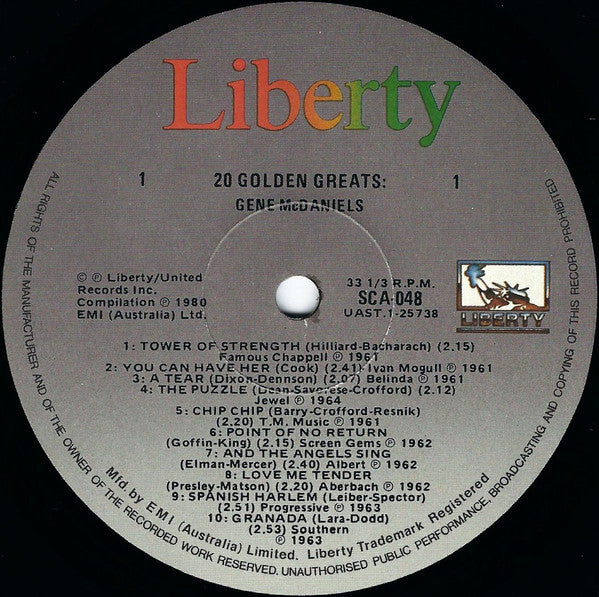 Liberty
1 20 GOLDEN GREATS: 1
GENE McDANIELS
© ℗ Liberty/United
Records Inc.
Compilation ℗ 1980
EMI (Australia) Ltd.
33 1/3 R.P.M.
SCA-048
UAST.1-25738
LIBERTY
1: TOWER OF STRENGTH (Hilliard-Bacharach) (2.15)
Famous Chappell ℗ 1961
2: YOU CAN HAVE HER (Cook) (2.41) Ivan Mogull ℗ 1961
3: A TEAR (Dixon-Dennson) (2.07) Belinda ℗ 1961
4: THE PUZZLE (Dean-Savorese-Crofford) (2.12)
Jewel ℗ 1964
5: CHIP CHIP (Barry-Crofford-Resnik)
(2.20) T.M. Music ℗ 1961
6: POINT OF NO RETURN
(Goffin-King) (2.15) Screen Gems ℗ 1962
7: AND THE ANGELS SING
(Elman-Mercer) (2.40) Albert ℗ 1962
8: LOVE ME TENDER
(Presley-Matson) (2.20) Aberbach ℗ 1962
9: SPANISH HARLEM (Leiber-Spector)
(2.51) Progressive ℗ 1963
10: GRANADA (Lara-Dodd)
(2.53) Southern
℗ 1963
Mfd. by EMI (Australia) Limited. Liberty Trademark Registered
ALL RIGHTS OF THE MANUFACTURER AND OF THE OWNER OF THE RECORDED WORK RESERVED. UNAUTHORISED PUBLIC PERFORMANCE, BROADCASTING AND COPYING OF THIS RECORD PROHIBITED